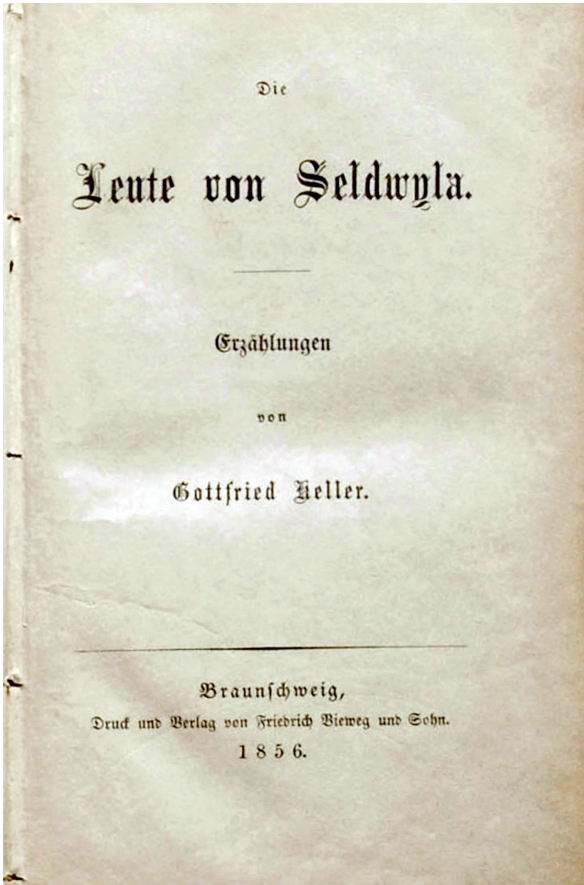 Die
Leute von Seldwyla.
Erzählungen
von
Gottfried Keller.
Braunschweig,
Druck und Verlag von Friedrich Vieweg und Sohn.
1856.